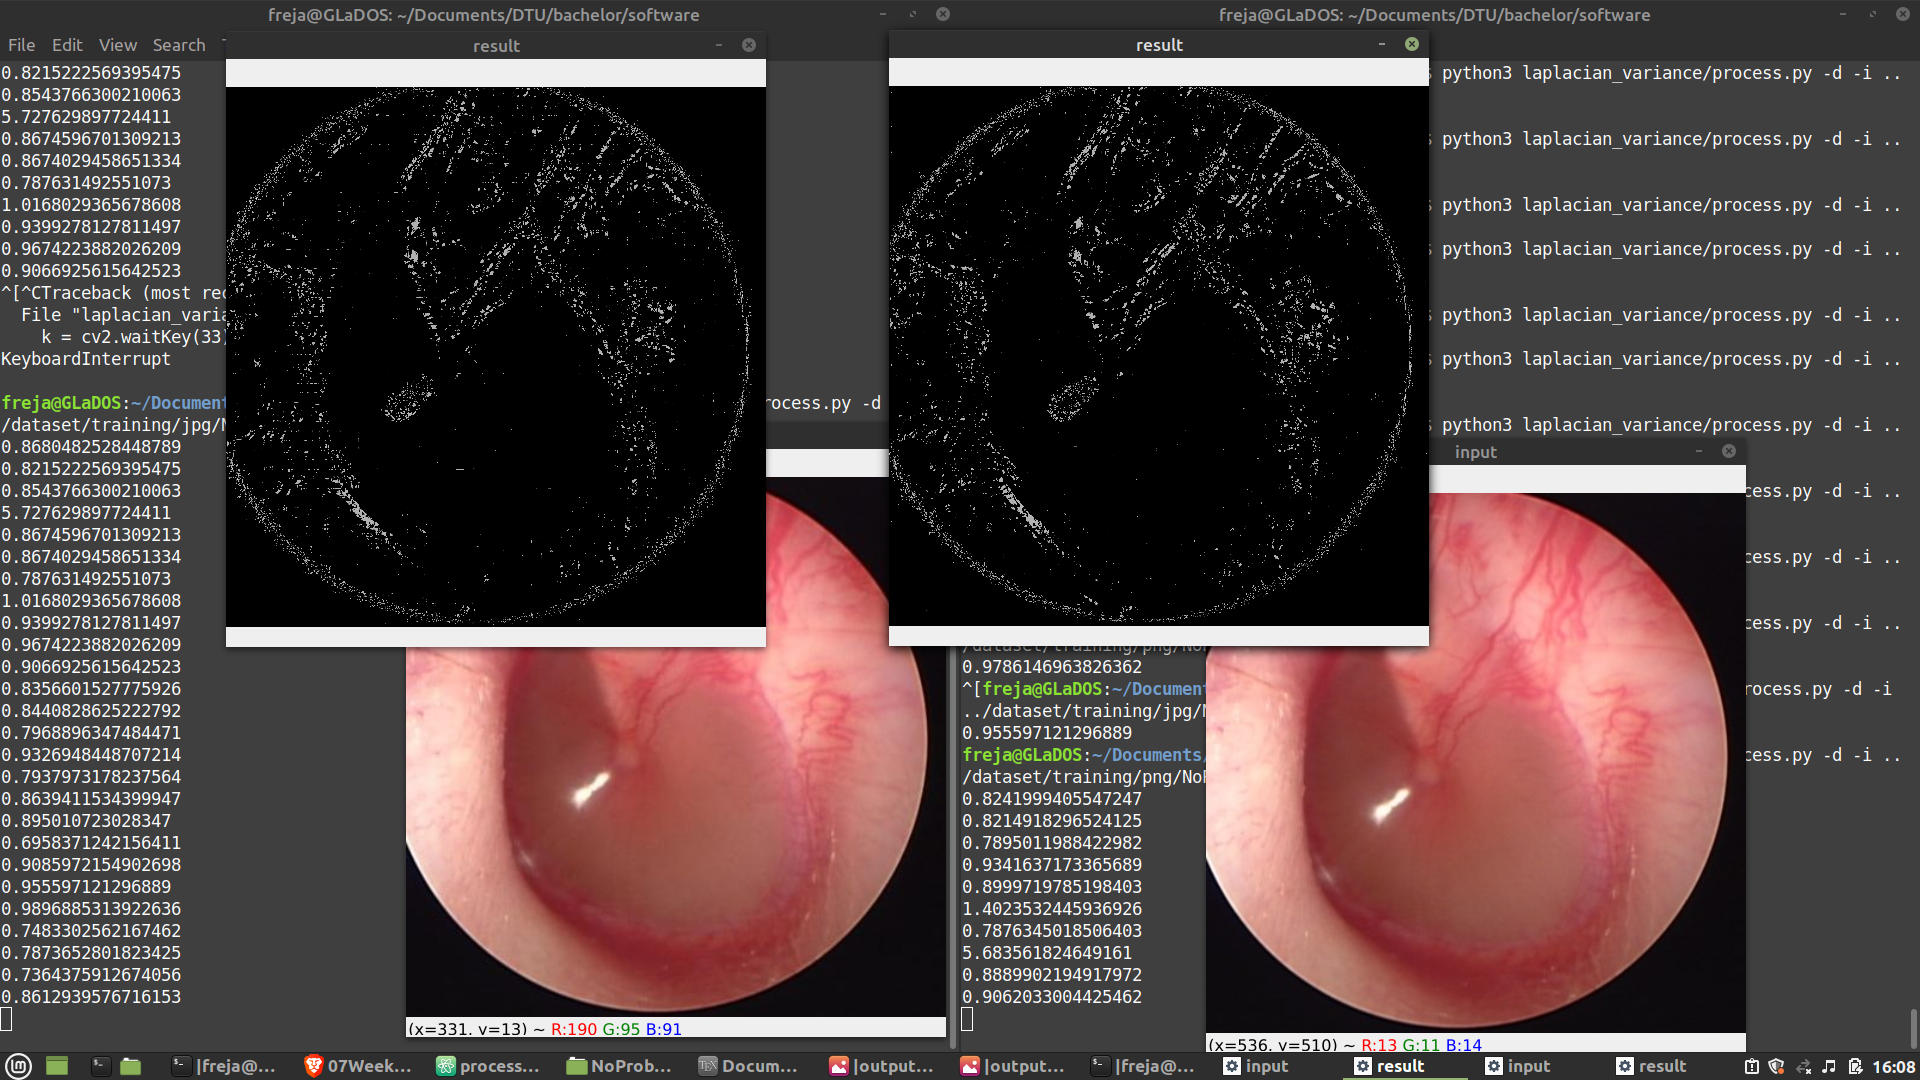 freja@GLaDOS: ~/Documents/DTU/bachelor/software
freja@GLaDOS: ~/Documents/DTU/bachelor/software
File Edit View Search
result
result
0.8215222569395475
0.8543766300210063
5.727629897724411
0.8674596701309213
0.8674029458651334
0.787631492551073
1.0168029365678608
0.9399278127811497
0.9674223882026209
0.9066925615642523
^[^CTraceback (most rec
File "laplacian_varia
k = cv2.waitKey(33)
KeyboardInterrupt
freja@GLaDOS:~/Document
rocess.py -d
/dataset/training/jpg/N
0.8680482528448789
0.8215222569395475
0.8543766300210063
5.727629897724411
0.8674596701309213
0.8674029458651334
0.787631492551073
1.0168029365678608
0.9399278127811497
0.9674223882026209
0.9066925615642523
0.8356601527775926
0.8440828625222792
0.7968896347484471
0.9326948448707214
0.7937973178237564
0.8639411534399947
0.895010723028347
0.6958371242156411
0.9085972154902698
0.955597121296889
0.9896885313922636
0.7483302562167462
0.7873652801823425
0.7364375912674056
0.8612939576716153
(x=331, y=13) ~ R:190 G:95 B:91
python3 laplacian_variance/process.py -d -i ..
python3 laplacian_variance/process.py -d -i ..
python3 laplacian_variance/process.py -d -i ..
python3 laplacian_variance/process.py -d -i ..
python3 laplacian_variance/process.py -d -i ..
python3 laplacian_variance/process.py -d -i ..
python3 laplacian_variance/process.py -d -i ..
input
cess.py -d -i ..
cess.py -d -i ..
cess.py -d -i ..
/dataset/training/png/NoP
0.9786146963826362
^[freja@GLaDOS:~/Document
rocess.py -d -i
../dataset/training/jpg/N
0.955597121296889
freja@GLaDOS:~/Documents/
cess.py -d -i ..
/dataset/training/png/NoP
0.8241999405547247
0.8214918296524125
0.7895011988422982
0.9341637173365689
0.8999719785198403
1.4023532445936926
0.7876345018506403
5.683561824649161
0.8889902194917972
0.9062033004425462
(x=536, y=510) ~ R:13 G:11 B:14
|freja@...
07Week...
process...
NoProb...
Docum...
|output...
|output...
|freja@...
input
result
input
result
16:08